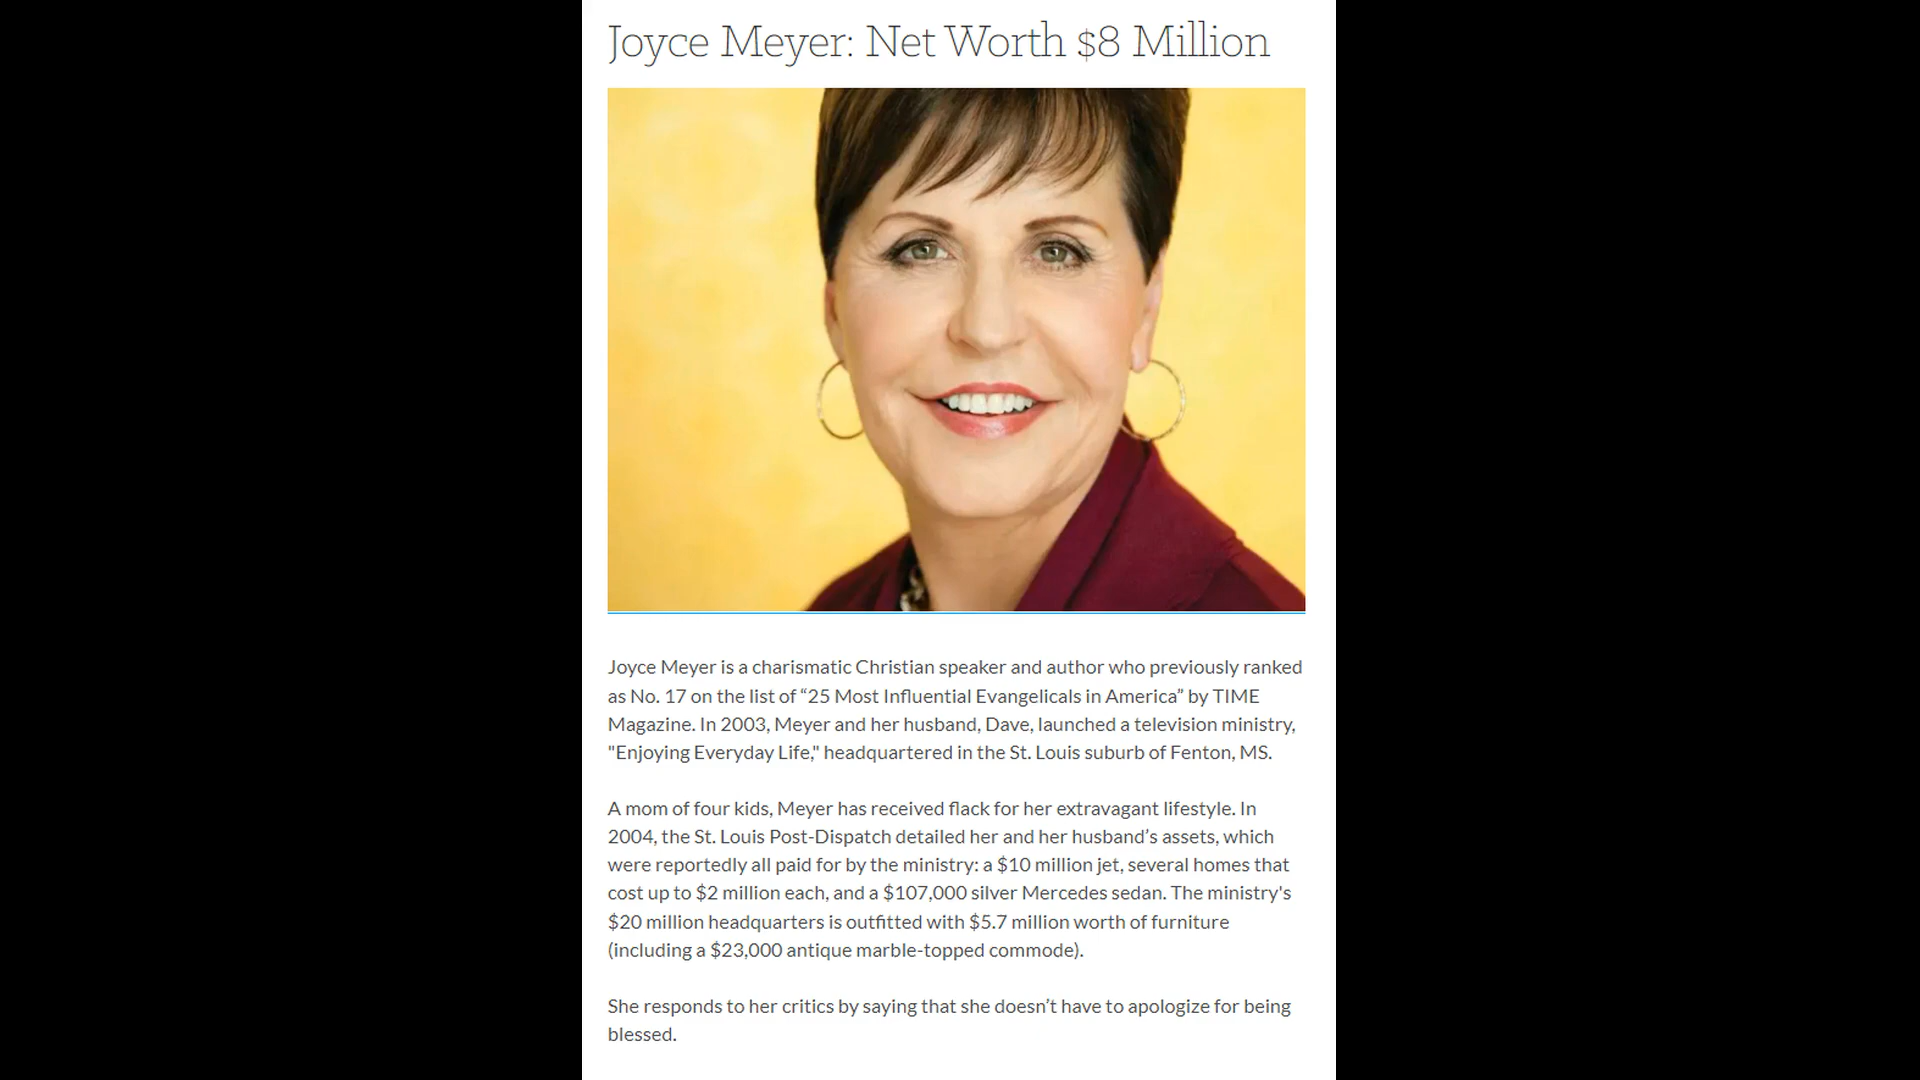 Joyce Meyer: Net Worth $8 Million
Joyce Meyer is a charismatic Christian speaker and author who previously ranked
as No. 17 on the list of “25 Most Influential Evangelicals in America” by TIME
Magazine. In 2003, Meyer and her husband, Dave, launched a television ministry,
"Enjoying Everyday Life," headquartered in the St. Louis suburb of Fenton, MS.
A mom of four kids, Meyer has received flack for her extravagant lifestyle. In
2004, the St. Louis Post-Dispatch detailed her and her husband’s assets, which
were reportedly all paid for by the ministry: a $10 million jet, several homes that
cost up to $2 million each, and a $107,000 silver Mercedes sedan. The ministry's
$20 million headquarters is outfitted with $5.7 million worth of furniture
(including a $23,000 antique marble-topped commode).
She responds to her critics by saying that she doesn’t have to apologize for being
blessed.